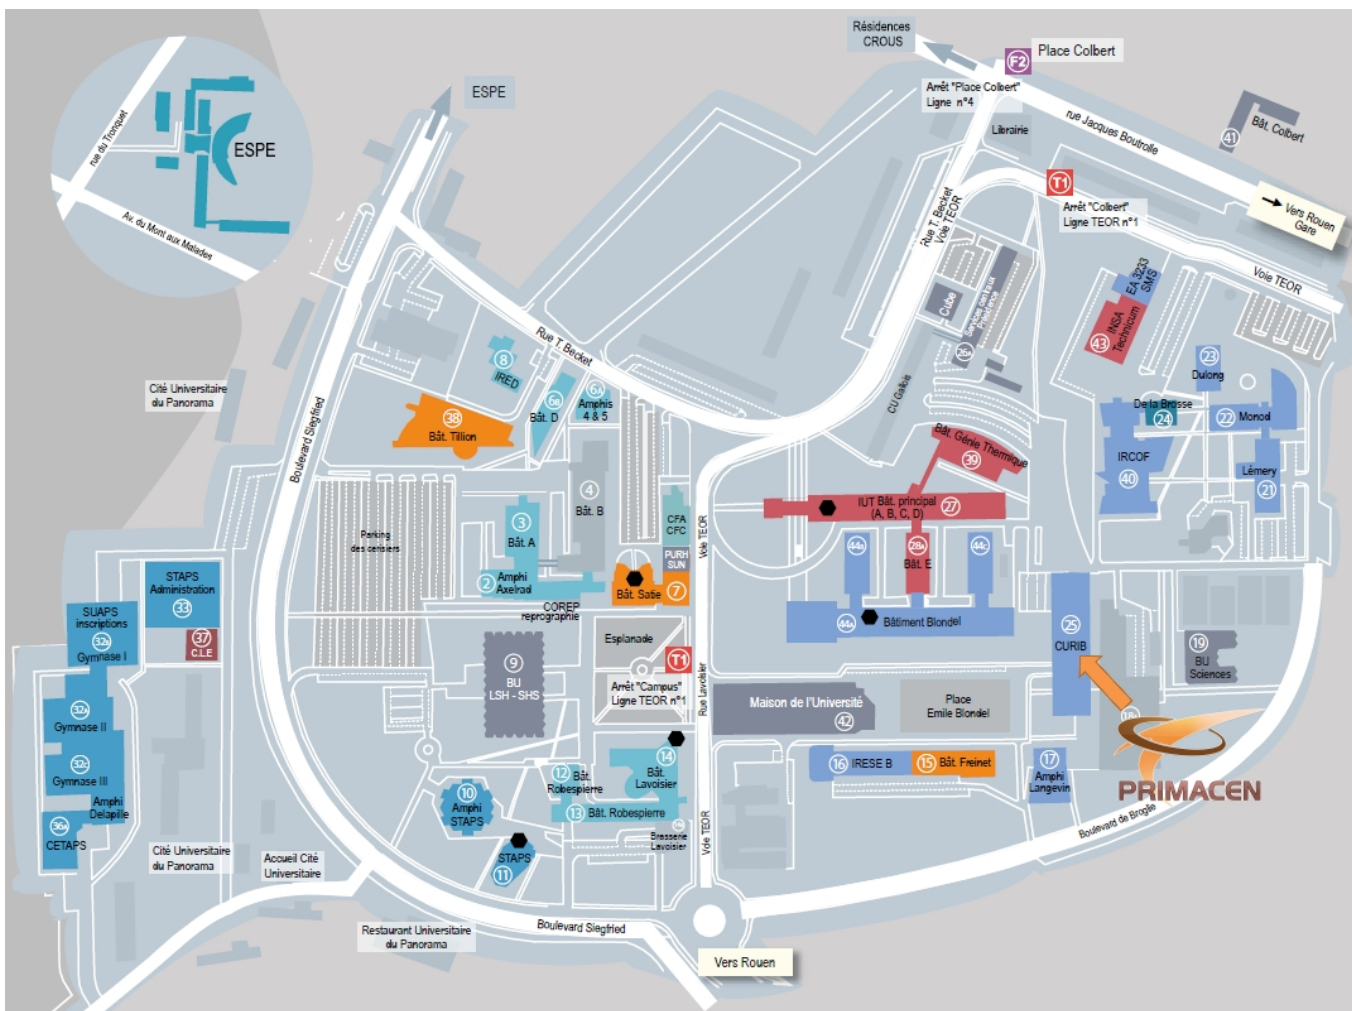 Résidences
CROUS
F2
Place Colbert
Arrêt "Place Colbert"
Ligne n°4
rue Jacques Boutrolle
Librairie
41
Bât. Colbert
ESPE
ESPE
rue du Tronquet
Av. du Mont aux Malades
T1
Arrêt "Colbert"
Ligne TEOR n°1
Vers Rouen
Gare
Voie TEOR
Rue T. Becket
Voie TEOR
EA 3233
SMS
INSA
Technicum
43
Cube
Services centraux
Présidence
26A
CU Gallois
23
Dulong
De la Brosse
24
22
Monod
IRCOF
40
Lémery
21
Rue T. Becket
8
IRED
6B
Bât. D
6A
Amphis
4 & 5
Cité Universitaire
du Panorama
Boulevard Siegfried
38
Bât. Tillion
Bât. Génie Thermique
39
4
Bât. B
IUT Bât. principal
(A, B, C, D)
27
3
Bât. A
CFA
CFC
Voie TEOR
Parking
des cerisiers
PURH
SUN
44B
28A
Bât. E
44C
2
Amphi
Axelrad
Bât. Satie
7
COREP
reprographie
STAPS
Administration
33
SUAPS
inscriptions
32B
Gymnase I
37
C.L.E
44A
Bâtiment Blondel
25
CURIB
19
BU
Sciences
Esplanade
9
BU
LSH - SHS
T1
Arrêt "Campus"
Ligne TEOR n°1
Rue Lavoisier
Maison de l'Université
42
Place
Emile Blondel
32A
Gymnase II
18A
PRIMACEN
32C
Gymnase III
Amphi
Delapille
36A
CETAPS
14
Bât.
Lavoisier
12
Bât.
Robespierre
13
Bât. Robespierre
16
IRESE B
15
Bât. Freinet
17
Amphi
Langevin
10
Amphi
STAPS
Brasserie
Lavoisier
Voie TEOR
Boulevard de Broglie
STAPS
11
Cité Universitaire
du Panorama
Accueil Cité
Universitaire
Restaurant Universitaire
du Panorama
Boulevard Siegfried
Vers Rouen